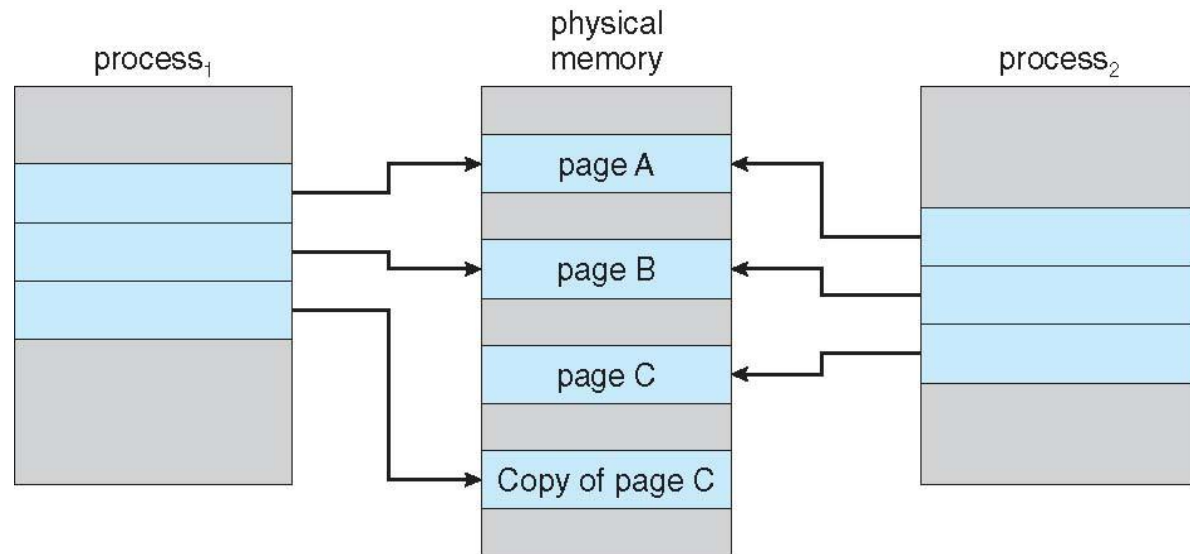 process₁
physical
memory
process₂
page A
page B
page C
Copy of page C